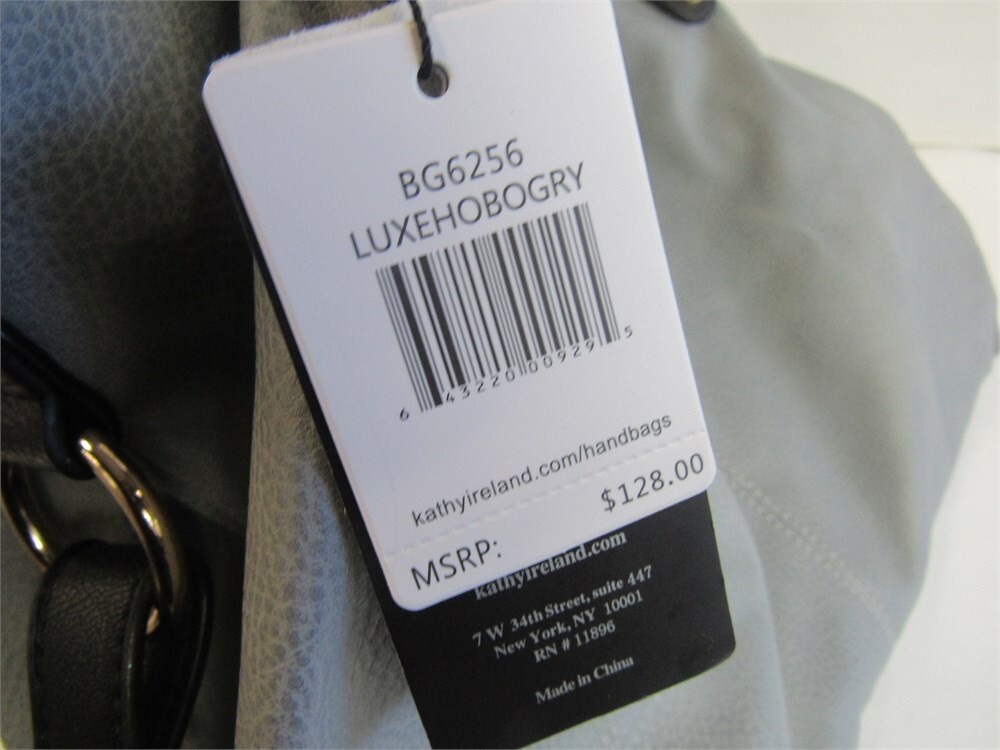 BG6256
LUXEHOBOGRY
6 43220 00929 5
kathyireland.com/handbags
MSRP: $128.00
kathyireland.com
7 W 34th Street, suite 447
New York, NY 10001
RN # 11896
Made in China